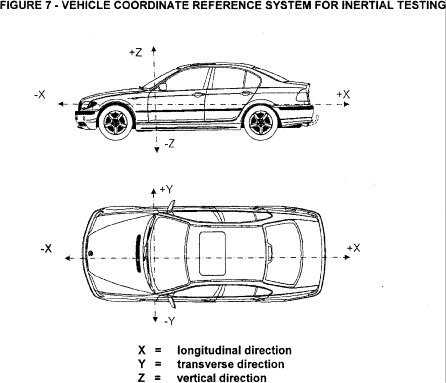 FIGURE 7 - VEHICLE COORDINATE REFERENCE SYSTEM FOR INERTIAL TESTING
+Z
-X
+X
-Z
+Y
-X
+X
-Y
X = longitudinal direction
Y = transverse direction
Z = vertical direction